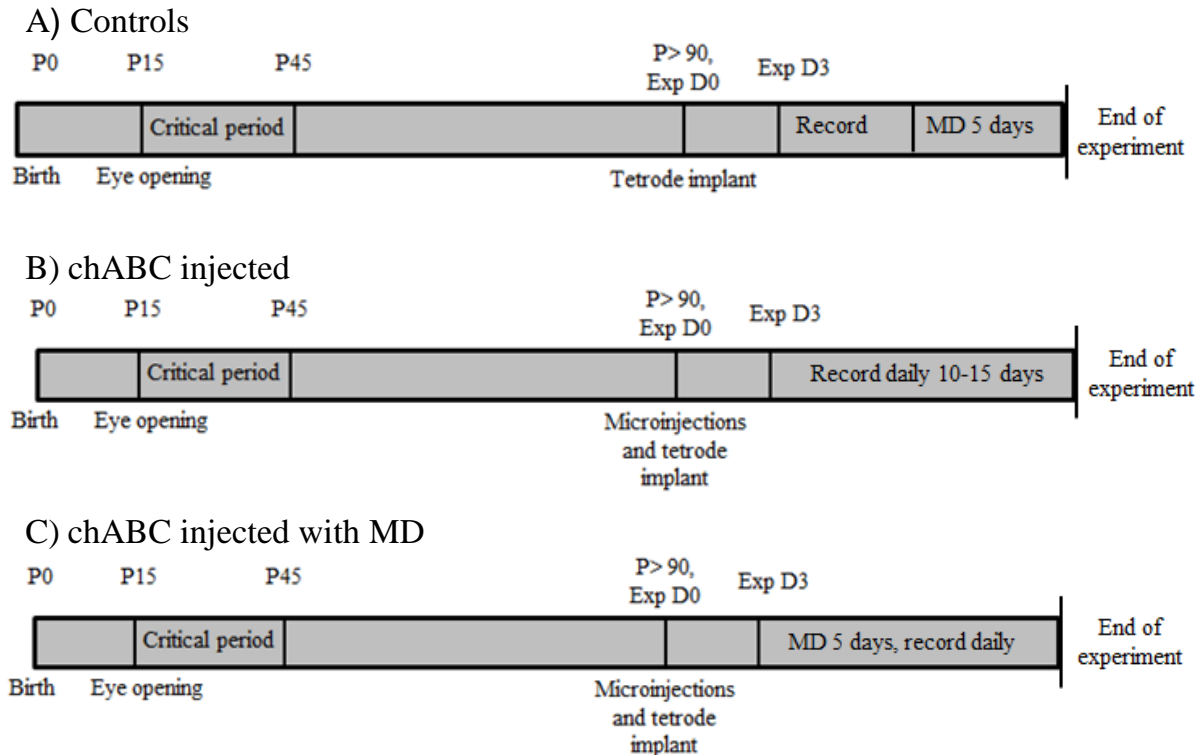 A) Controls
P0
P15
P45
P> 90,
Exp D0
Exp D3
Critical period
Record
MD 5 days
End of
experiment
Birth
Eye opening
Tetrode implant
B) chABC injected
P0
P15
P45
P> 90,
Exp D0
Exp D3
Critical period
Record daily 10-15 days
End of
experiment
Birth
Eye opening
Microinjections
and tetrode
implant
C) chABC injected with MD
P0
P15
P45
P> 90,
Exp D0
Exp D3
Critical period
MD 5 days, record daily
End of
experiment
Birth
Eye opening
Microinjections
and tetrode
implant